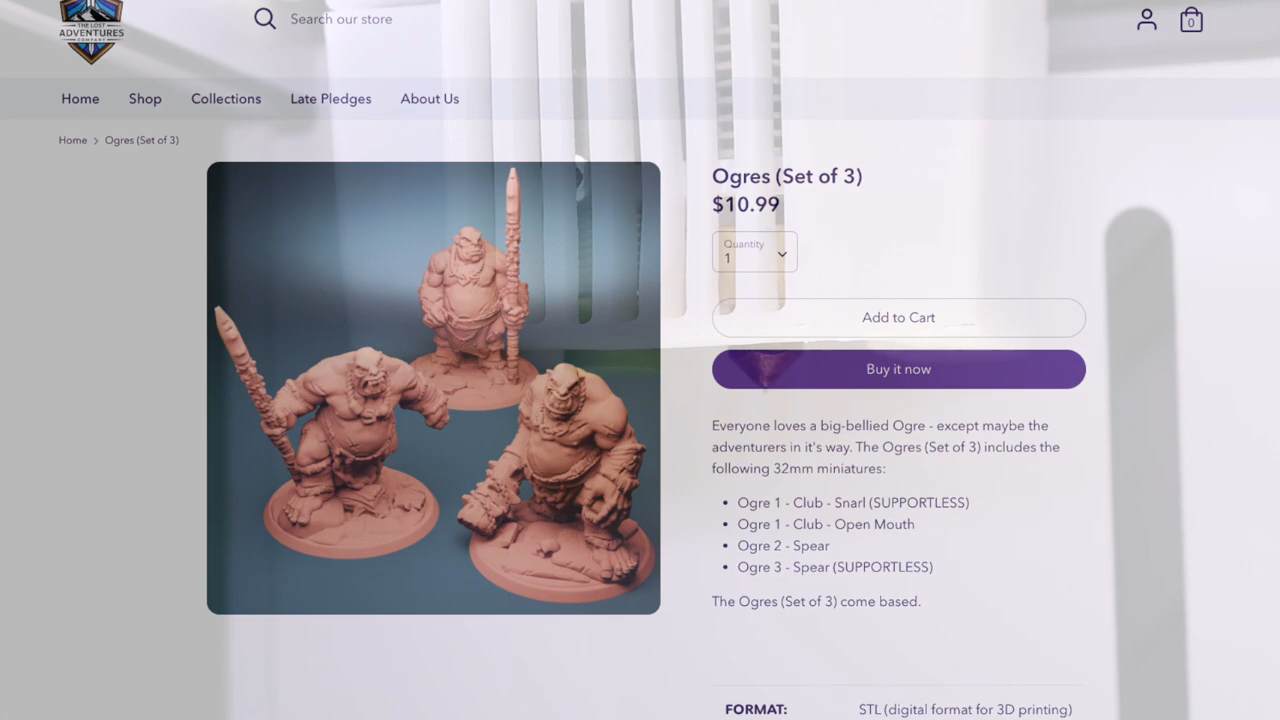 THE LOST
ADVENTURES
COMPANY
Search our store
0
Home Shop Collections Late Pledges About Us
Home > Ogres (Set of 3)
Ogres (Set of 3)
$10.99
Quantity
1
Add to Cart
Buy it now
Everyone loves a big-bellied Ogre - except maybe the
adventurers in it's way. The Ogres (Set of 3) includes the
following 32mm miniatures:
• Ogre 1 - Club - Snarl (SUPPORTLESS)
• Ogre 1 - Club - Open Mouth
• Ogre 2 - Spear
• Ogre 3 - Spear (SUPPORTLESS)
The Ogres (Set of 3) come based.
FORMAT: STL (digital format for 3D printing)